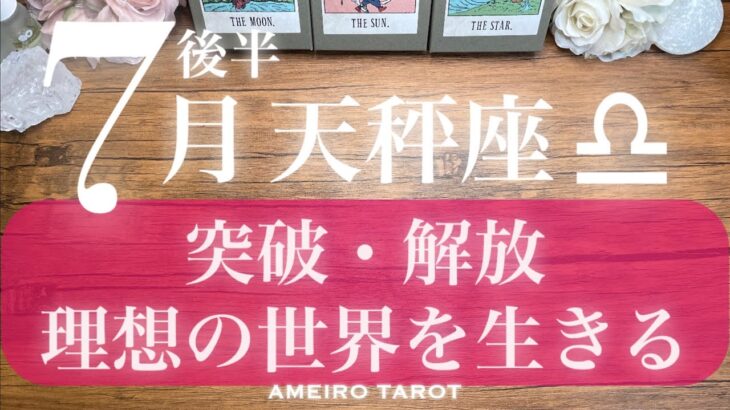 THE MOON.
THE SUN.
THE STAR.
7月後半 天秤座 ♎
突破・解放
理想の世界を生きる
AMEIRO TAROT